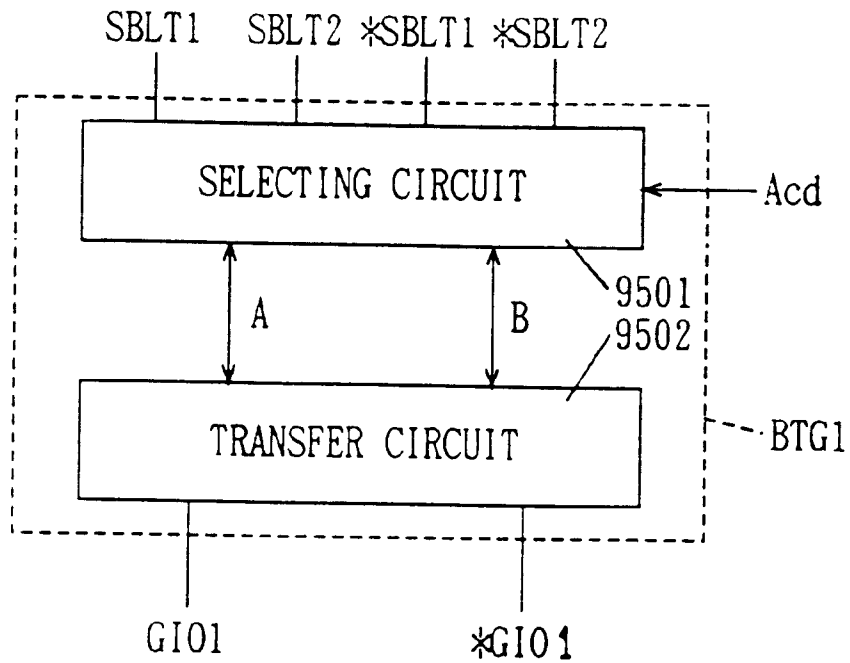 SBLT1 SBLT2 ※SBLT1 ※SBLT2
SELECTING CIRCUIT
Acd
A
B
9501
9502
TRANSFER CIRCUIT
BTG1
GIO1
※GIO1